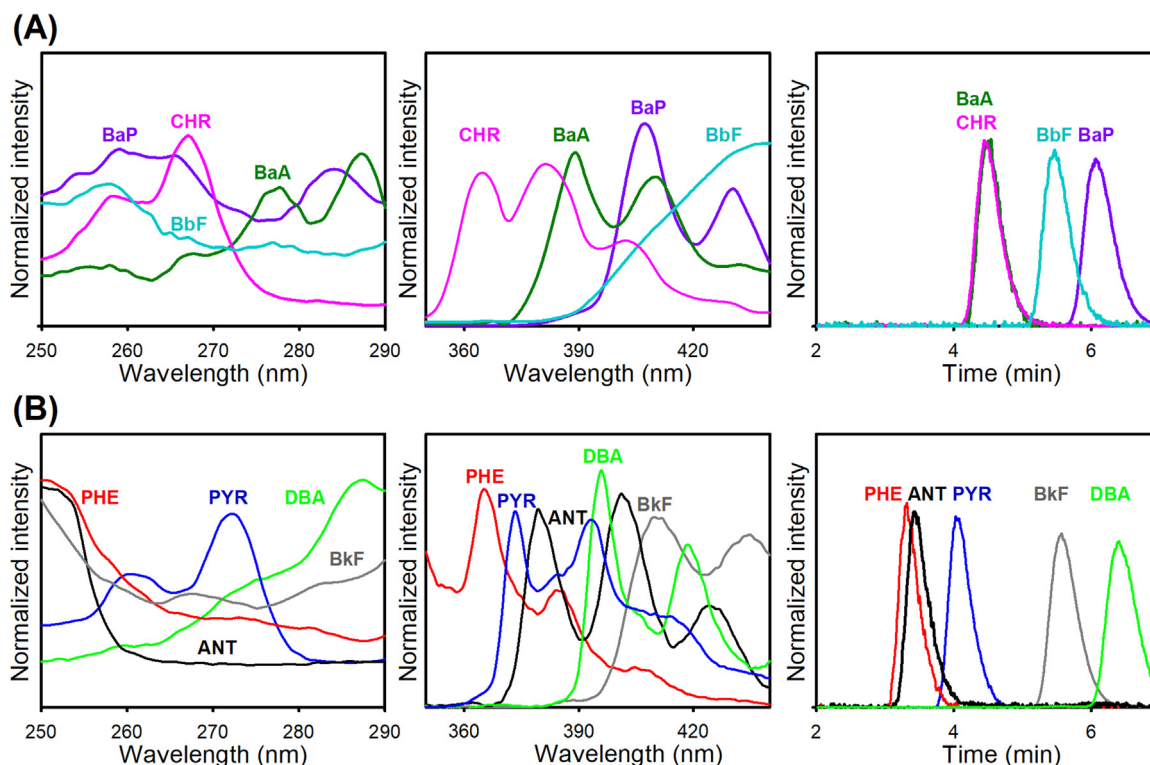 (A)
Normalized intensity
BaP
CHR
BaA
BbF
250 260 270 280 290
Wavelength (nm)
Normalized intensity
CHR
BaA
BaP
BbF
360 390 420
Wavelength (nm)
Normalized intensity
BaA
CHR
BbF
BaP
2 4 6
Time (min)
(B)
Normalized intensity
PHE
PYR
DBA
BkF
ANT
250 260 270 280 290
Wavelength (nm)
Normalized intensity
PHE
PYR
ANT
DBA
BkF
360 390 420
Wavelength (nm)
Normalized intensity
PHE
ANT
PYR
BkF
DBA
2 4 6
Time (min)